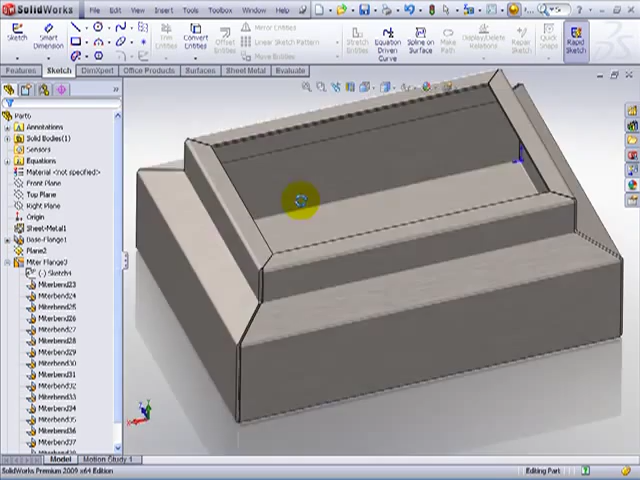 SolidWorks File Edit View Insert Tools Window Help
Sketch Smart Dimension Trim Entities Convert Entities Offset Entities Mirror Entities Linear Sketch Pattern Move Entities Stretch Entities Equation Driven Curve Spline on Surface Make Path Display/Delete Relations Repair Sketch Quick Snaps Rapid Sketch
Features Sketch DimXpert Office Products Surfaces Sheet Metal Evaluate
Part6
Annotations
Solid Bodies(1)
Sensors
Equations
Material <not specified>
Front Plane
Top Plane
Right Plane
Origin
Sheet-Metal1
Base-Flange1
Plane2
Miter Flange3
MiterBend23
MiterBend24
MiterBend26
MiterBend27
MiterBend28
MiterBend29
MiterBend30
MiterBend31
MiterBend32
MiterBend33
MiterBend34
MiterBend35
MiterBend36
MiterBend37
Model Motion Study 1
SolidWorks Premium 2009 x64 Edition Editing Part